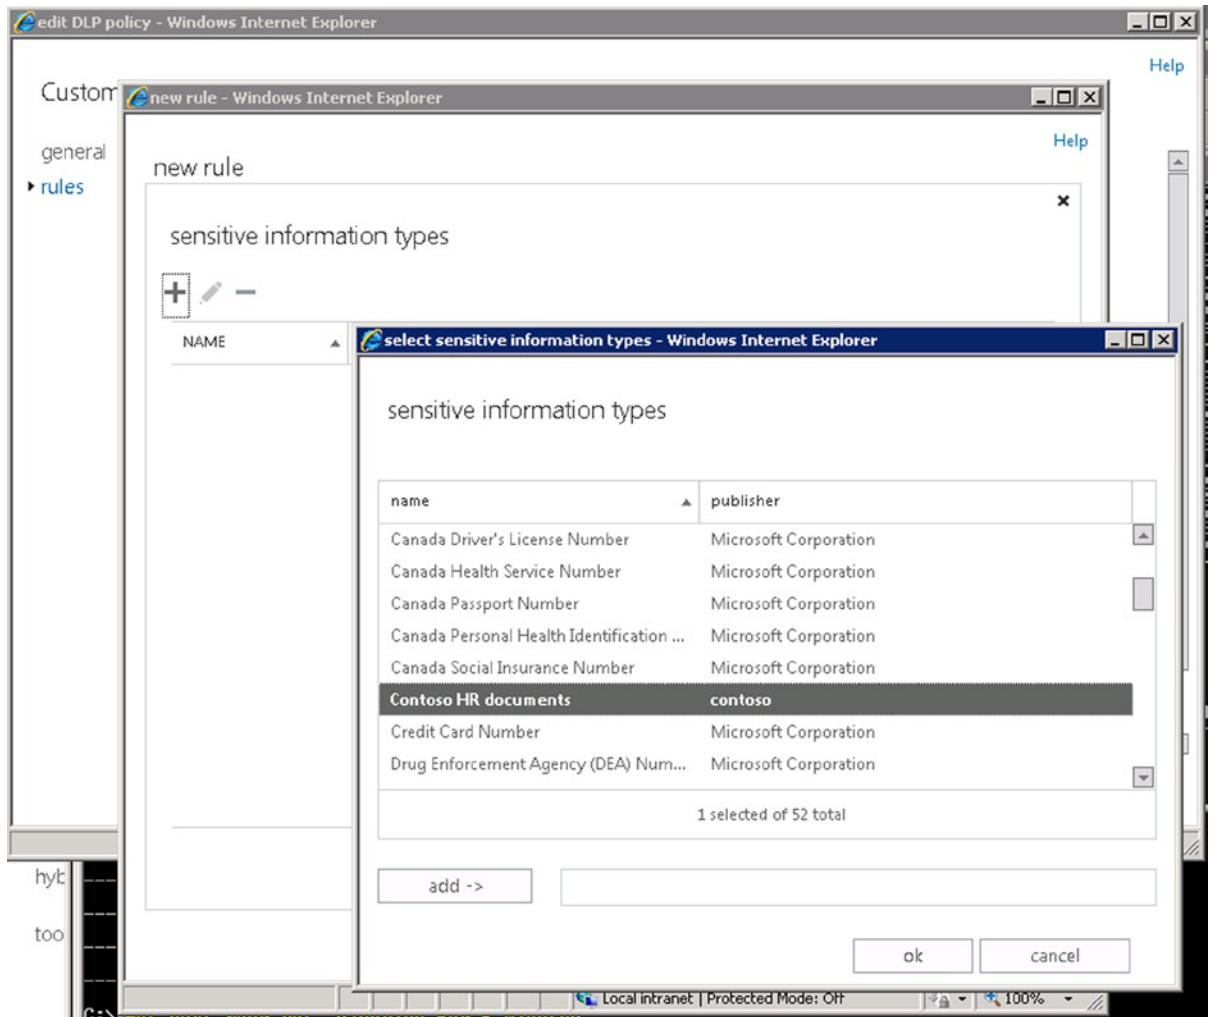 edit DLP policy - Windows Internet Explorer
Help
Custom
new rule - Windows Internet Explorer
Help
general
new rule
rules
sensitive information types
NAME
select sensitive information types - Windows Internet Explorer
sensitive information types
name publisher
Canada Driver's License Number Microsoft Corporation
Canada Health Service Number Microsoft Corporation
Canada Passport Number Microsoft Corporation
Canada Personal Health Identification ... Microsoft Corporation
Canada Social Insurance Number Microsoft Corporation
Contoso HR documents contoso
Credit Card Number Microsoft Corporation
Drug Enforcement Agency (DEA) Num... Microsoft Corporation
1 selected of 52 total
hyb
add ->
too
ok cancel
Local intranet | Protected Mode: Off 100%
C:\